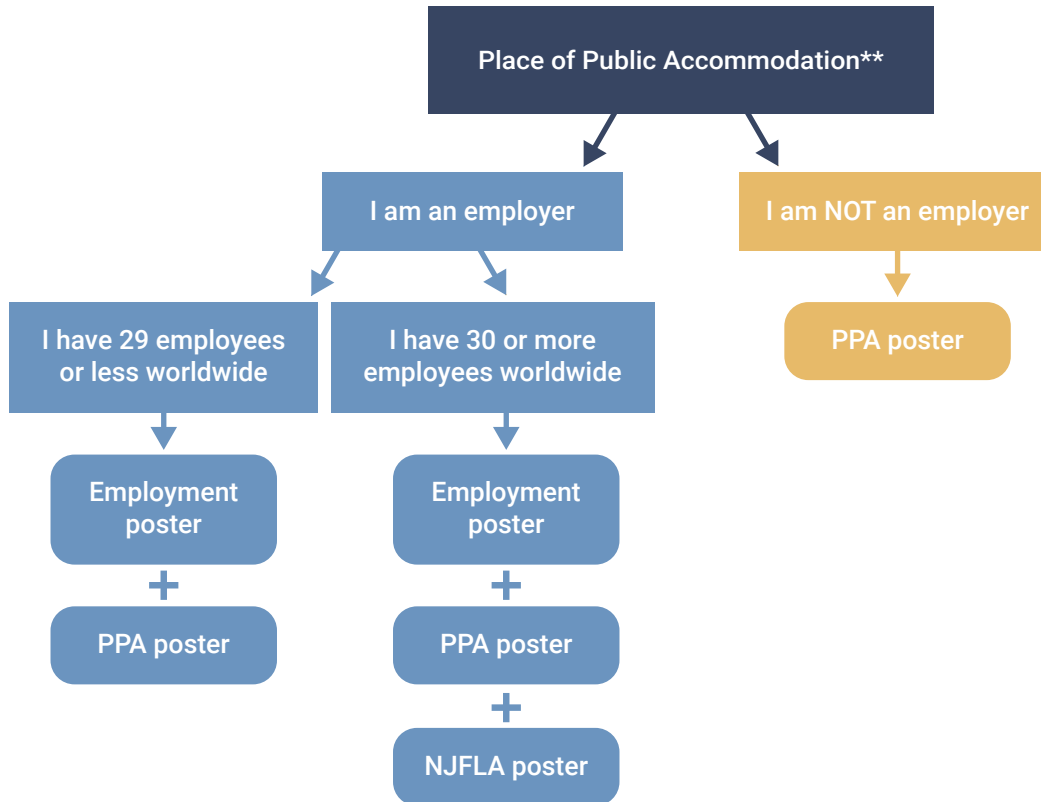 Place of Public Accommodation**
I am an employer
I am NOT an employer
I have 29 employees
or less worldwide
I have 30 or more
employees worldwide
PPA poster
Employment
poster
+
PPA poster
Employment
poster
+
PPA poster
+
NJFLA poster